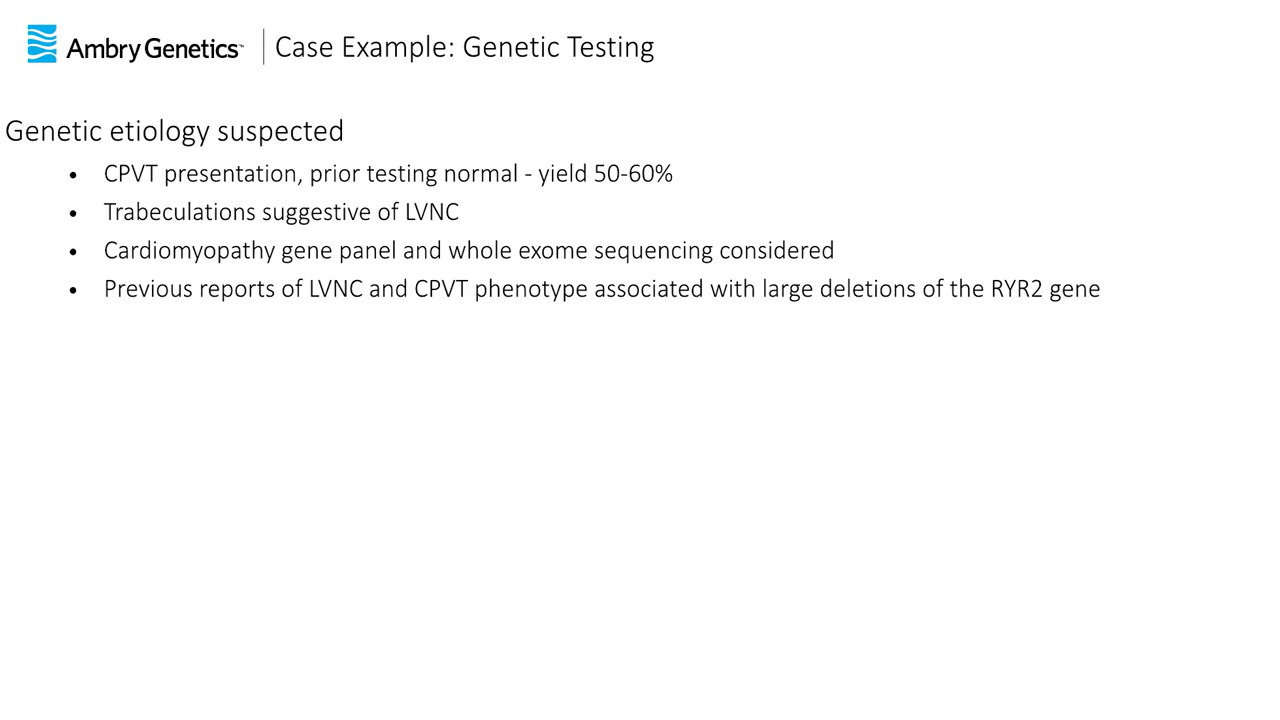 Ambry Genetics™ Case Example: Genetic Testing
Genetic etiology suspected
• CPVT presentation, prior testing normal - yield 50-60%
• Trabeculations suggestive of LVNC
• Cardiomyopathy gene panel and whole exome sequencing considered
• Previous reports of LVNC and CPVT phenotype associated with large deletions of the RYR2 gene